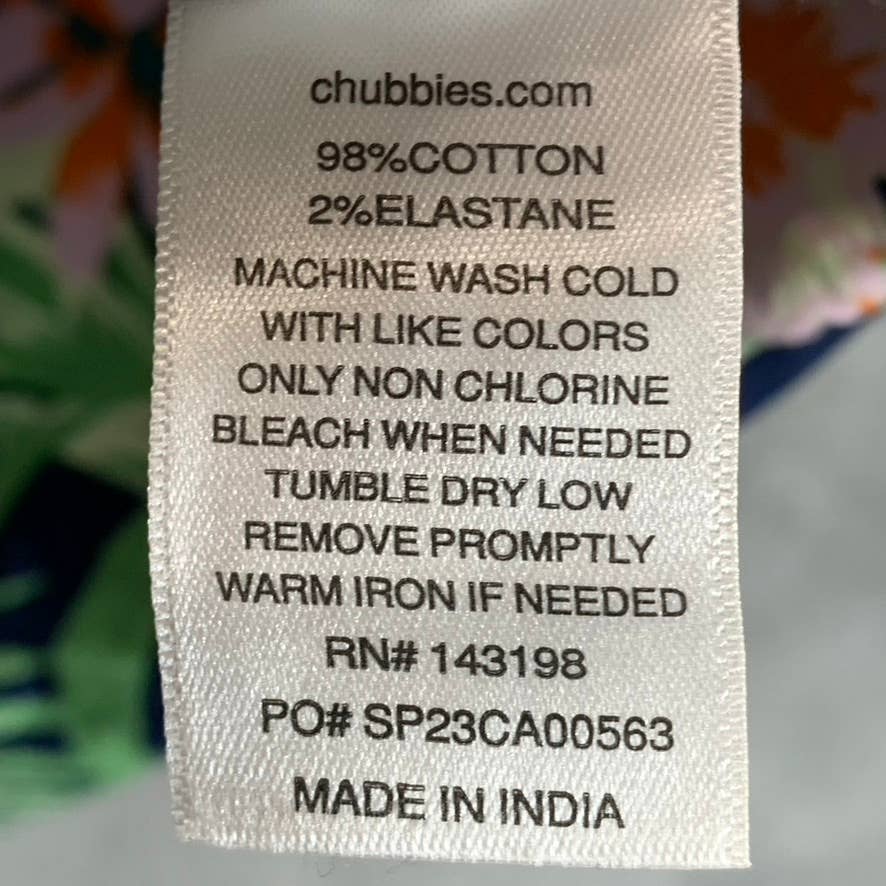 chubbies.com
98%COTTON
2%ELASTANE
MACHINE WASH COLD
WITH LIKE COLORS
ONLY NON CHLORINE
BLEACH WHEN NEEDED
TUMBLE DRY LOW
REMOVE PROMPTLY
WARM IRON IF NEEDED
RN# 143198
PO# SP23CA00563
MADE IN INDIA